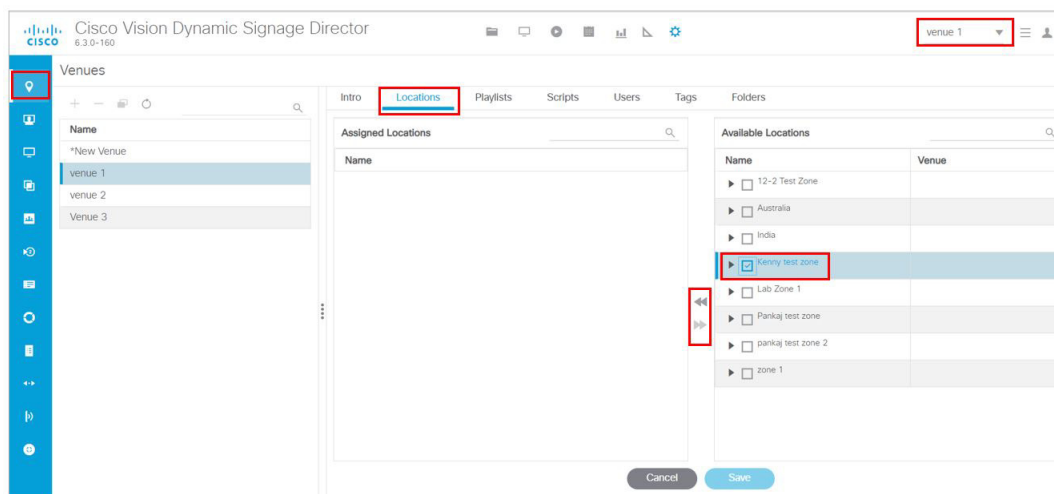 CISCO
Cisco Vision Dynamic Signage Director
6.3.0-160
venue 1
Venues
Name
*New Venue
venue 1
venue 2
Venue 3
Intro Locations Playlists Scripts Users Tags Folders
Assigned Locations
Name
Available Locations
Name Venue
12-2 Test Zone
Australia
India
Kenny test zone
Lab Zone 1
Pankaj test zone
pankaj test zone 2
zone 1
Cancel Save